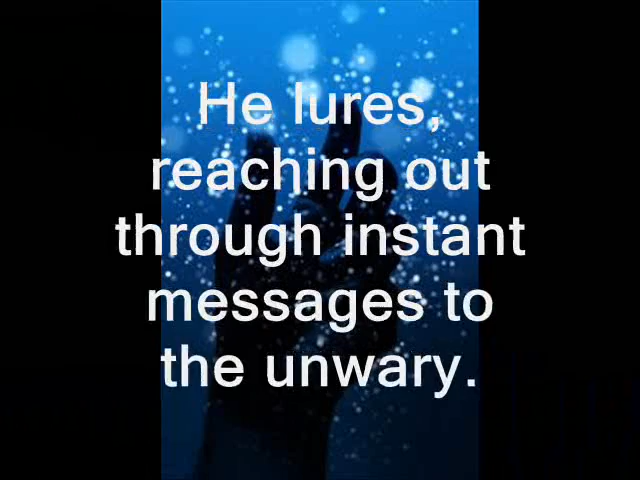 He lures,
reaching out
through instant
messages to
the unwary.